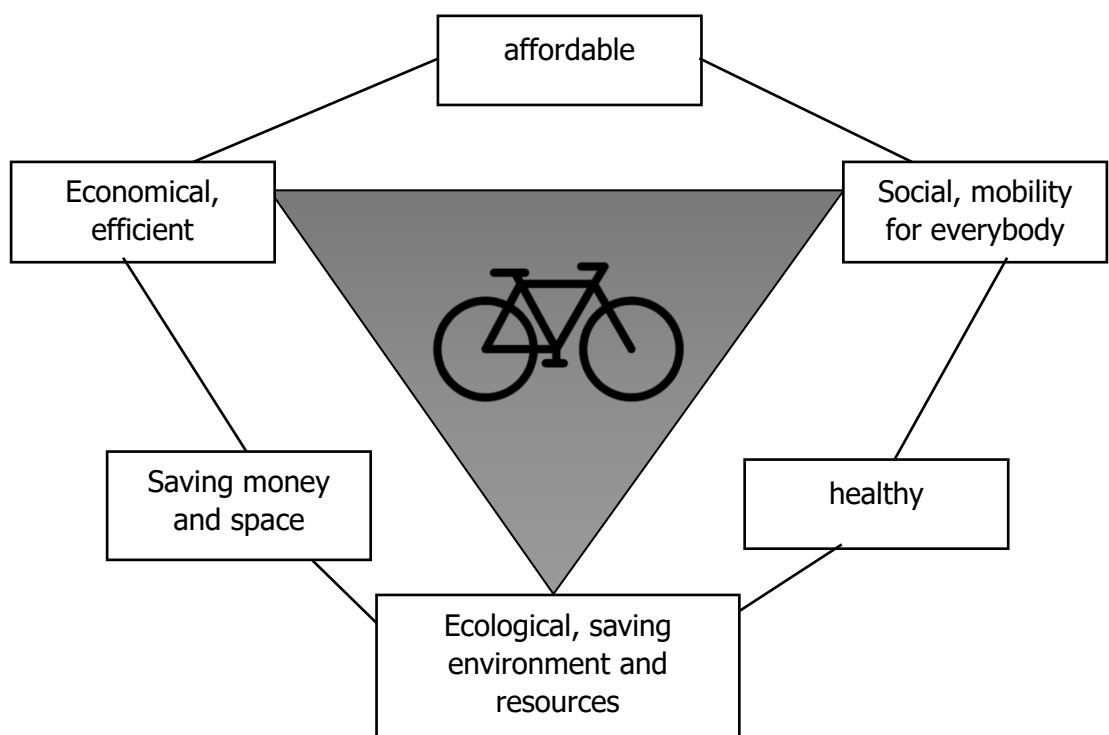 affordable
Economical,
efficient
Social, mobility
for everybody
Saving money
and space
healthy
Ecological, saving
environment and
resources